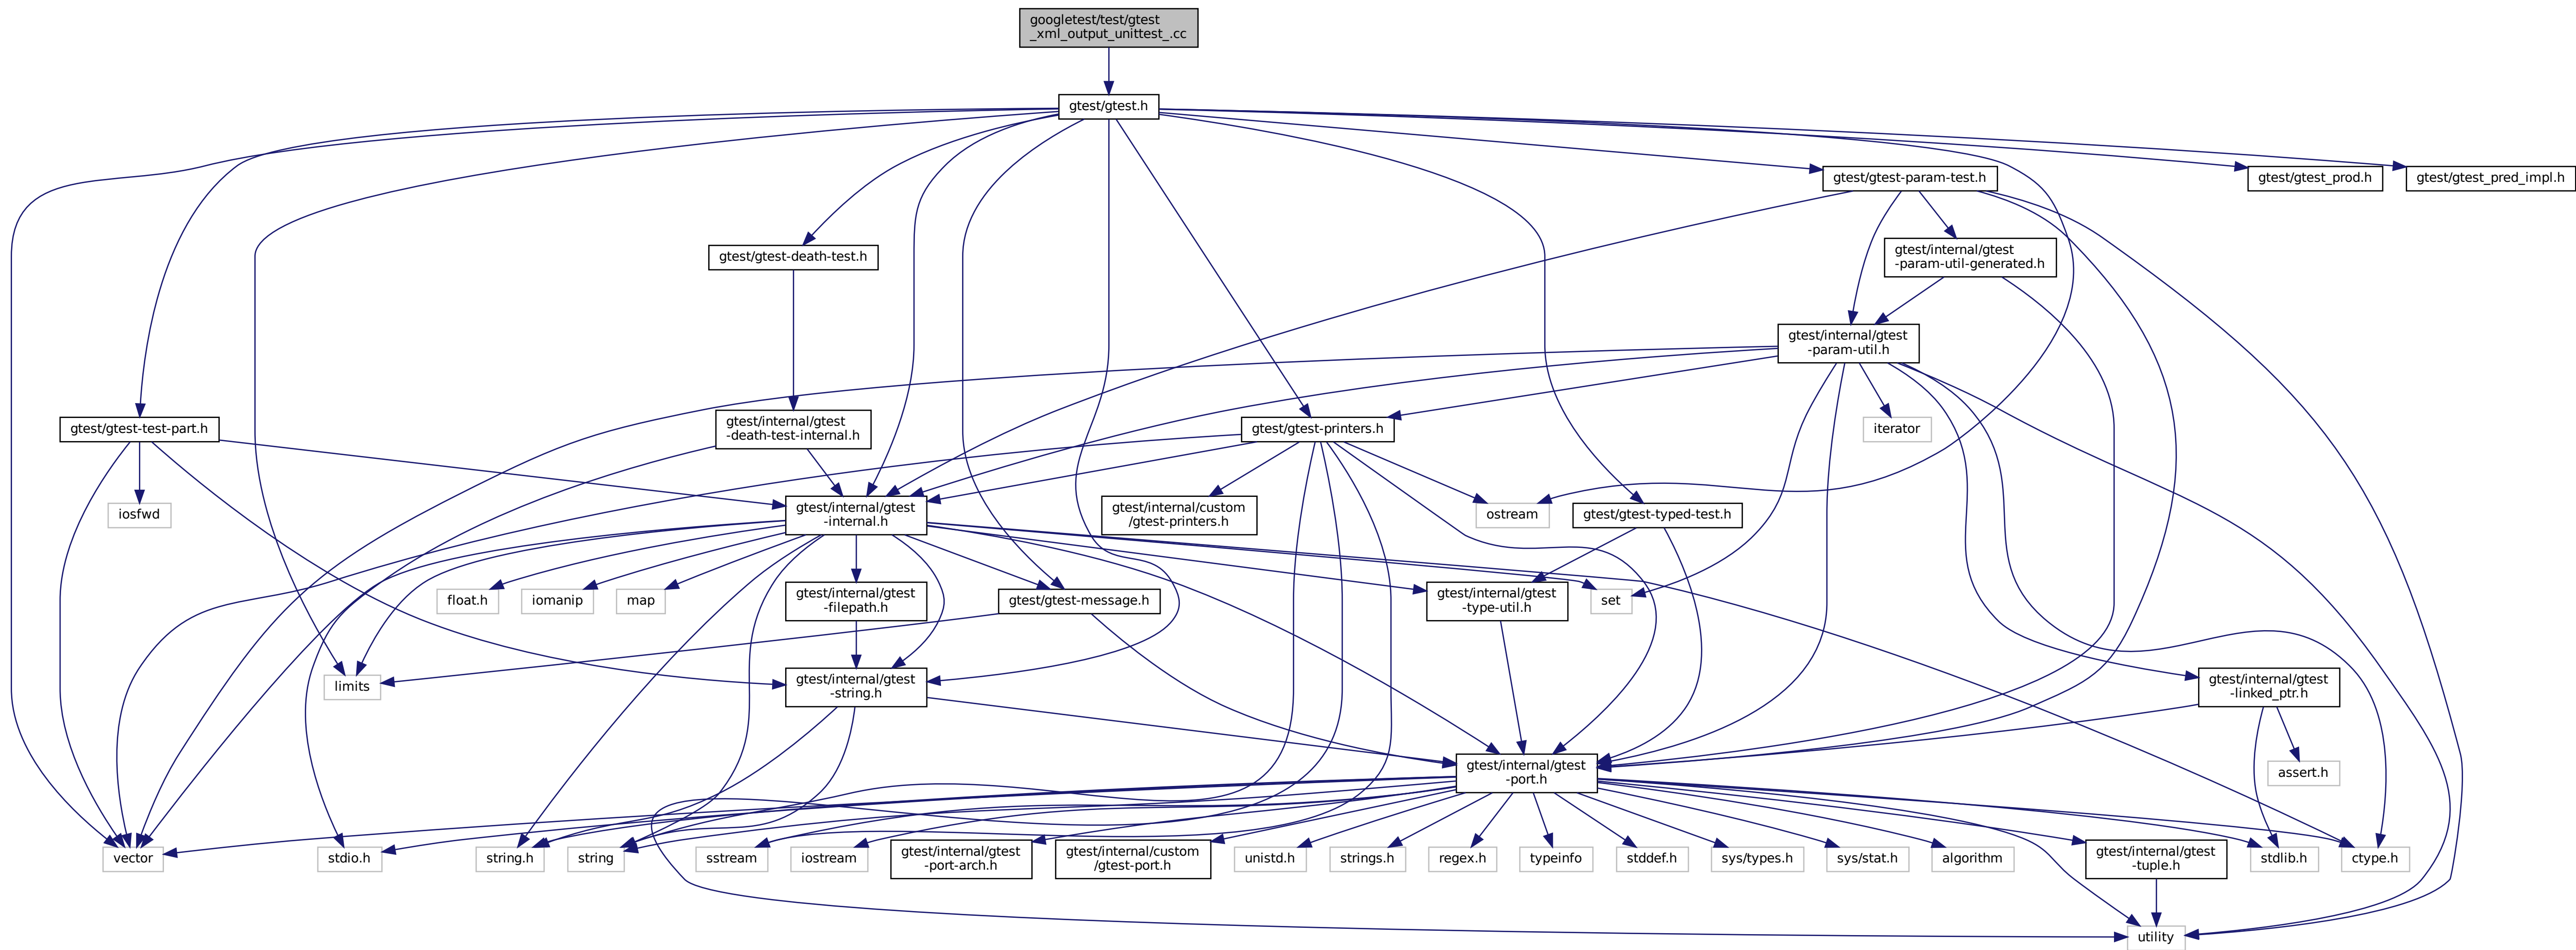 googletest/test/gtest
_xml_output_unittest_.cc
gtest/gtest.h
gtest/gtest-param-test.h
gtest/gtest_prod.h
gtest/gtest_pred_impl.h
gtest/gtest-death-test.h
gtest/internal/gtest
-param-util-generated.h
gtest/internal/gtest
-param-util.h
gtest/gtest-test-part.h
gtest/internal/gtest
-death-test-internal.h
gtest/gtest-printers.h
iterator
iosfwd
gtest/internal/gtest
-internal.h
gtest/internal/custom
/gtest-printers.h
ostream
gtest/gtest-typed-test.h
float.h
iomanip
map
gtest/internal/gtest
-filepath.h
gtest/gtest-message.h
gtest/internal/gtest
-type-util.h
set
limits
gtest/internal/gtest
-string.h
gtest/internal/gtest
-linked_ptr.h
gtest/internal/gtest
-port.h
assert.h
vector
stdio.h
string.h
string
sstream
iostream
gtest/internal/gtest
-port-arch.h
gtest/internal/custom
/gtest-port.h
unistd.h
strings.h
regex.h
typeinfo
stddef.h
sys/types.h
sys/stat.h
algorithm
gtest/internal/gtest
-tuple.h
stdlib.h
ctype.h
utility